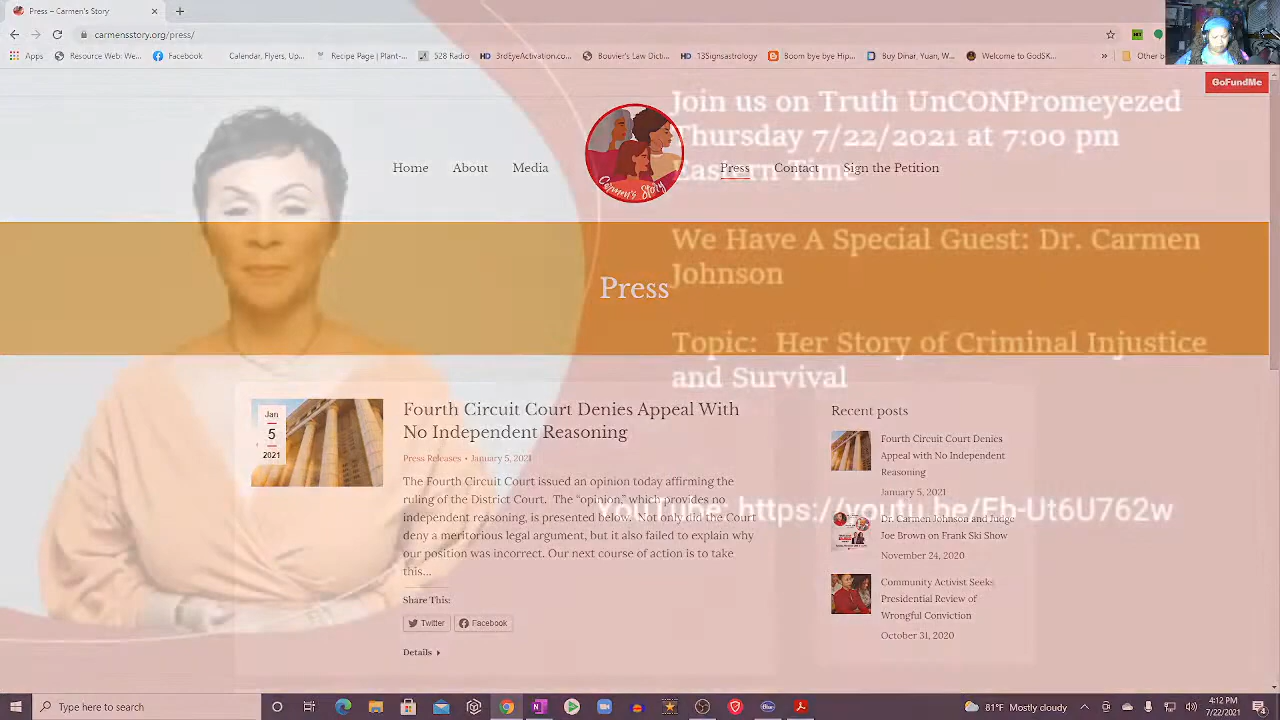 Press – Carmen's Story
carmensstory.org/press/
Apps
Besource Web: We...
Facebook
Calendar, Flyers, Up...
Recipe Page | Plant-...
528 Radio
3rdEyeActivation.co...
Bouvier's Law Dict...
13Signsastrology
Boom bye bye Hip...
Buy Dinar, Yuan, W...
Welcome to GodSK...
»
Other b
GoFundMe
Join us on Truth UnCONPromeyezed
Thursday 7/22/2021 at 7:00 pm
Eastern Time
Home
About
Media
Carmen's Story
Press
Contact
Sign the Petition
We Have A Special Guest: Dr. Carmen
Johnson
Press
Topic: Her Story of Criminal Injustice
and Survival
Jan
5
2021
Fourth Circuit Court Denies Appeal With
No Independent Reasoning
Press Releases • January 5, 2021
The Fourth Circuit Court issued an opinion today affirming the
ruling of the District Court. The “opinion,” which provides no
independent reasoning, is presented below. Not only did the Court
deny a meritorious legal argument, but it also failed to explain why
our position was incorrect. Our next course of action is to take
this...
Share This:
Twitter
Facebook
Details
Recent posts
Fourth Circuit Court Denies
Appeal with No Independent
Reasoning
January 5, 2021
YouTube: https://youtu.be/Eb-Ut6U762w
Dr. Carmen Johnson and Judge
Joe Brown on Frank Ski Show
November 24, 2020
Community Activist Seeks
Presidential Review of
Wrongful Conviction
October 31, 2020
Type here to search
81°F Mostly cloudy
4:12 PM
7/22/2021